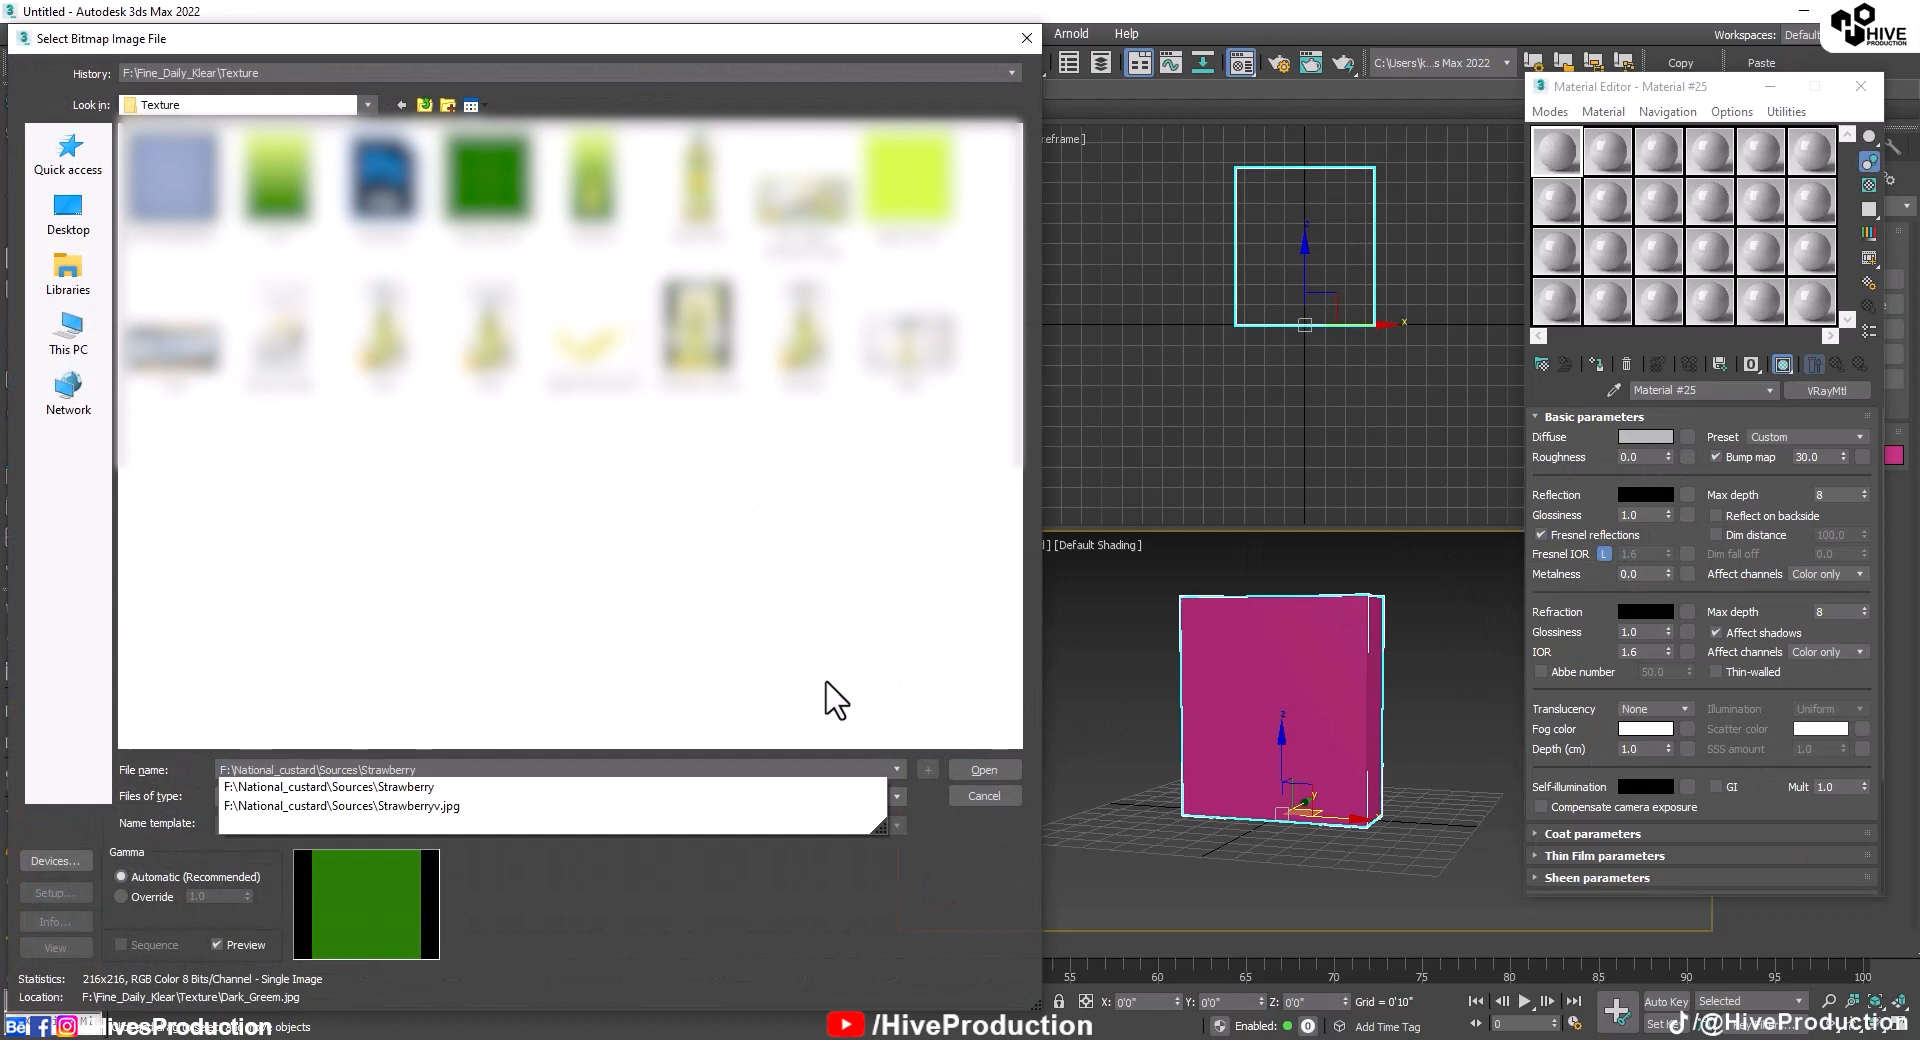 Untitled - Autodesk 3ds Max 2022
Select Bitmap Image File
History: F:\Fine_Daily_Klear\Texture
Look in: Texture
Quick access
Desktop
Libraries
This PC
Network
File name: F:\National_custard\Sources\Strawberry
F:\National_custard\Sources\Strawberry
F:\National_custard\Sources\Strawberryv.jpg
Files of type:
Name template:
Open
Cancel
Devices...
Setup...
Info...
View
Gamma
Automatic (Recommended)
Override 1.0
Sequence Preview
Statistics: 216x216, RGB Color 8 Bits/Channel - Single Image
Location: F:\Fine_Daily_Klear\Texture\Dark_Greem.jpg
Arnold Help
Workspaces: Default
HIVE
PRODUCTION
C:\Users\k...s Max 2022
Copy Paste
reframe ]
z
x
] [Default Shading ]
z
y
Material Editor - Material #25
Modes Material Navigation Options Utilities
Material #25 VRayMtl
Basic parameters
Diffuse Preset Custom
Roughness 0.0 Bump map 30.0
Reflection Max depth 8
Glossiness 1.0 Reflect on backside
Fresnel reflections Dim distance 100.0
Fresnel IOR L 1.6 Dim fall off 0.0
Metalness 0.0 Affect channels Color only
Refraction Max depth 8
Glossiness 1.0 Affect shadows
IOR 1.6 Affect channels Color only
Abbe number 50.0 Thin-walled
Translucency None Illumination Uniform
Fog color Scatter color
Depth (cm) 1.0 SSS amount 1.0
Self-illumination GI Mult 1.0
Compensate camera exposure
Coat parameters
Thin Film parameters
Sheen parameters
55 60 65 70 75 80 85 90 95 100
X: 0'0" Y: 0'0" Z: 0'0" Grid = 0'10"
Enabled: 0 Add Time Tag
0
Auto Key Selected
Set Key
Bē f /HivesProduction
objects
/HiveProduction
/@HiveProduction